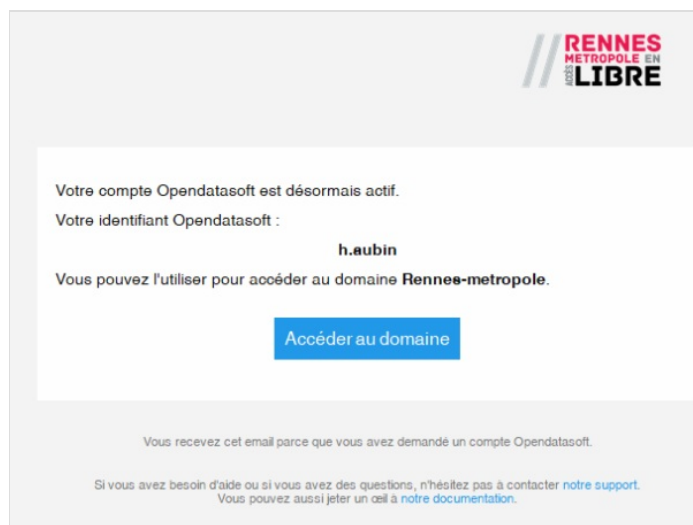 RENNES
METROPOLE EN
ACCÈS LIBRE
Votre compte Opendatasoft est désormais actif.
Votre identifiant Opendatasoft :
h.aubin
Vous pouvez l'utiliser pour accéder au domaine Rennes-metropole.
Accéder au domaine
Vous recevez cet email parce que vous avez demandé un compte Opendatasoft.
Si vous avez besoin d'aide ou si vous avez des questions, n'hésitez pas à contacter notre support.
Vous pouvez aussi jeter un œil à notre documentation.